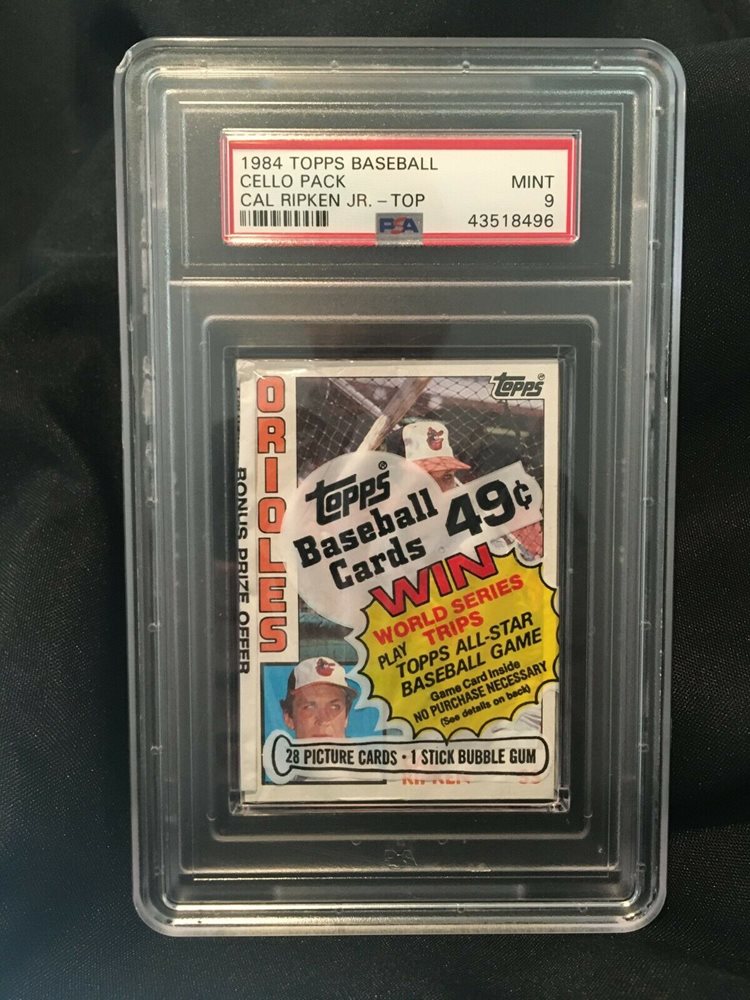 1984 TOPPS BASEBALL
CELLO PACK MINT
CAL RIPKEN JR. - TOP 9
PSA 43518496
topps®
ORIOLES
BONUS PRIZE OFFER
topps®
Baseball
Cards 49¢
WIN
WORLD SERIES
TRIPS
PLAY TOPPS ALL-STAR
BASEBALL GAME
Game Card Inside
NO PURCHASE NECESSARY
(See details on back)
28 PICTURE CARDS • 1 STICK BUBBLE GUM
PSA